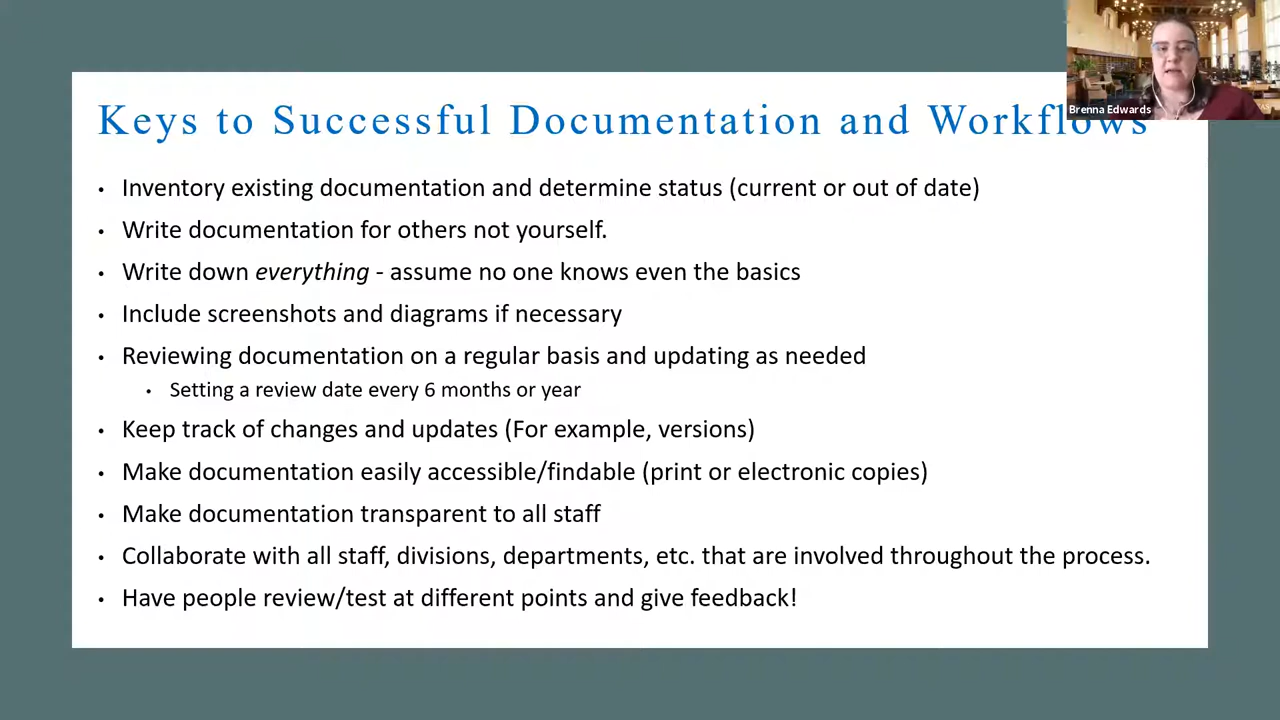 Keys to Successful Documentation and Workflows
Brenna Edwards
• Inventory existing documentation and determine status (current or out of date)
• Write documentation for others not yourself.
• Write down everything - assume no one knows even the basics
• Include screenshots and diagrams if necessary
• Reviewing documentation on a regular basis and updating as needed
• Setting a review date every 6 months or year
• Keep track of changes and updates (For example, versions)
• Make documentation easily accessible/findable (print or electronic copies)
• Make documentation transparent to all staff
• Collaborate with all staff, divisions, departments, etc. that are involved throughout the process.
• Have people review/test at different points and give feedback!